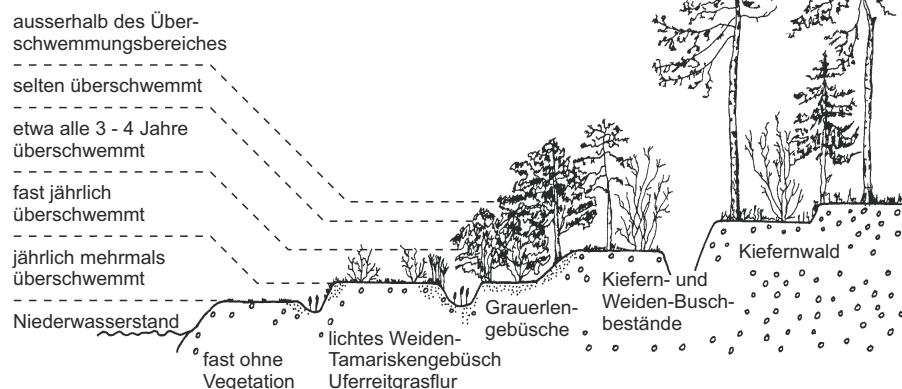 ausserhalb des Über-
schwemmungsbereiches
selten überschwemmt
etwa alle 3 - 4 Jahre
überschwemmt
fast jährlich
überschwemmt
jährlich mehrmals
überschwemmt
Niederwasserstand
fast ohne
Vegetation
lichtes Weiden-
Tamariskengebüsch
Uferreitgrasflur
Grauerlen-
gebüsche
Kiefern- und
Weiden-Busch-
bestände
Kiefernwald